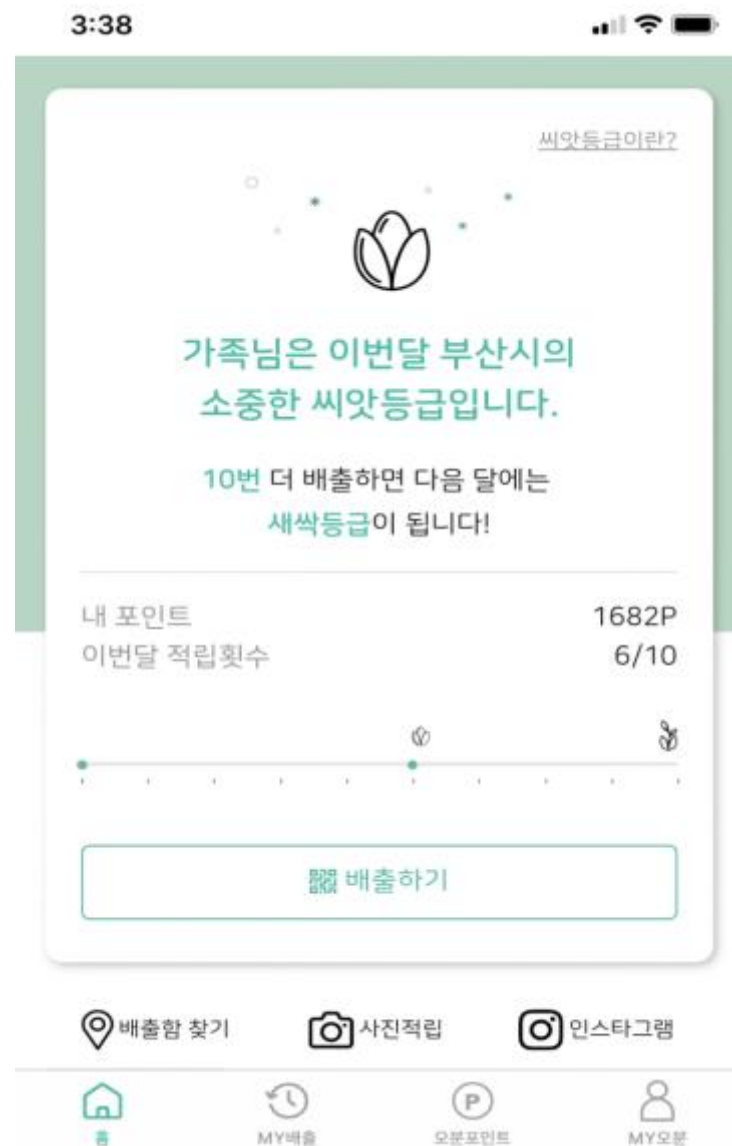 3:38
씨앗등급이란?
가족님은 이번달 부산시의
소중한 씨앗등급입니다.
10번 더 배출하면 다음 달에는
새싹등급이 됩니다!
내 포인트 1682P
이번달 적립횟수 6/10
배출하기
배출함 찾기 사진적립 인스타그램
홈 MY배출 오분포인트 MY오분